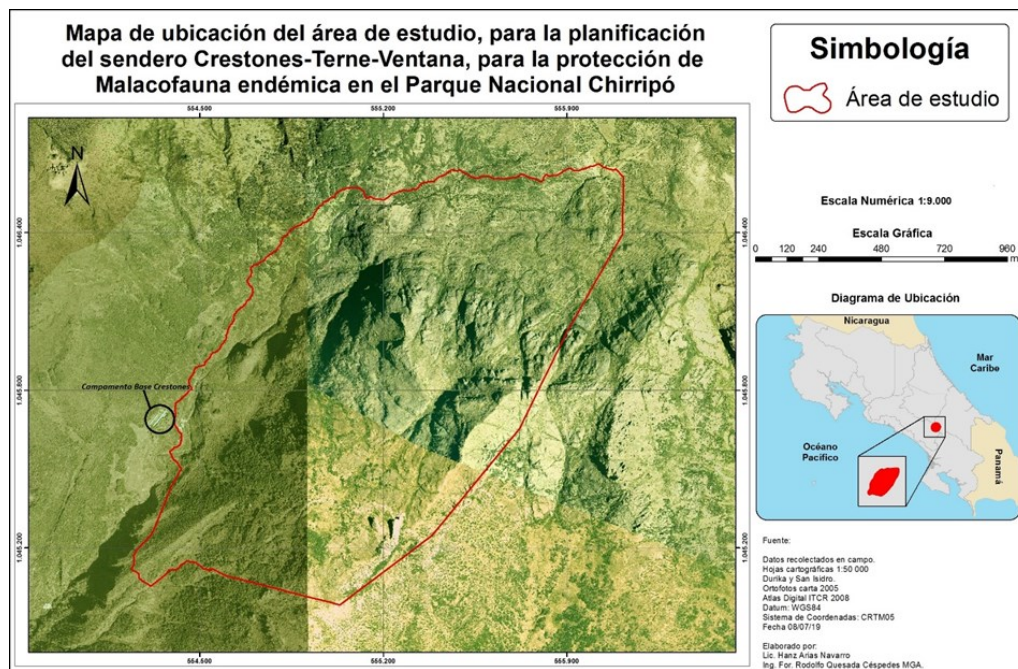 Mapa de ubicación del área de estudio, para la planificación
del sendero Crestones-Terne-Ventana, para la protección de
Malacofauna endémica en el Parque Nacional Chirripó
Simbología
Área de estudio
554.500
555.200
555.900
N
1.046.400
1.046.400
Campamento Base Crestones
1.045.800
1.045.800
1.045.200
1.045.200
554.500
555.200
555.900
Escala Numérica 1:9.000
Escala Gráfica
0 120 240 480 720 960
m
Diagrama de Ubicación
Nicaragua
Mar
Caribe
Océano
Pacífico
Panamá
Fuente:
Datos recolectados en campo.
Hojas cartográficas 1:50 000
Durika y San Isidro.
Ortofotos carta 2005
Atlas Digital ITCR 2008
Datum: WGS84
Sistema de Coordenadas: CRTM05
Fecha 08/07/19
Elaborado por:
Lic. Hanz Arias Navarro
Ing. For. Rodolfo Quesada Céspedes MGA.